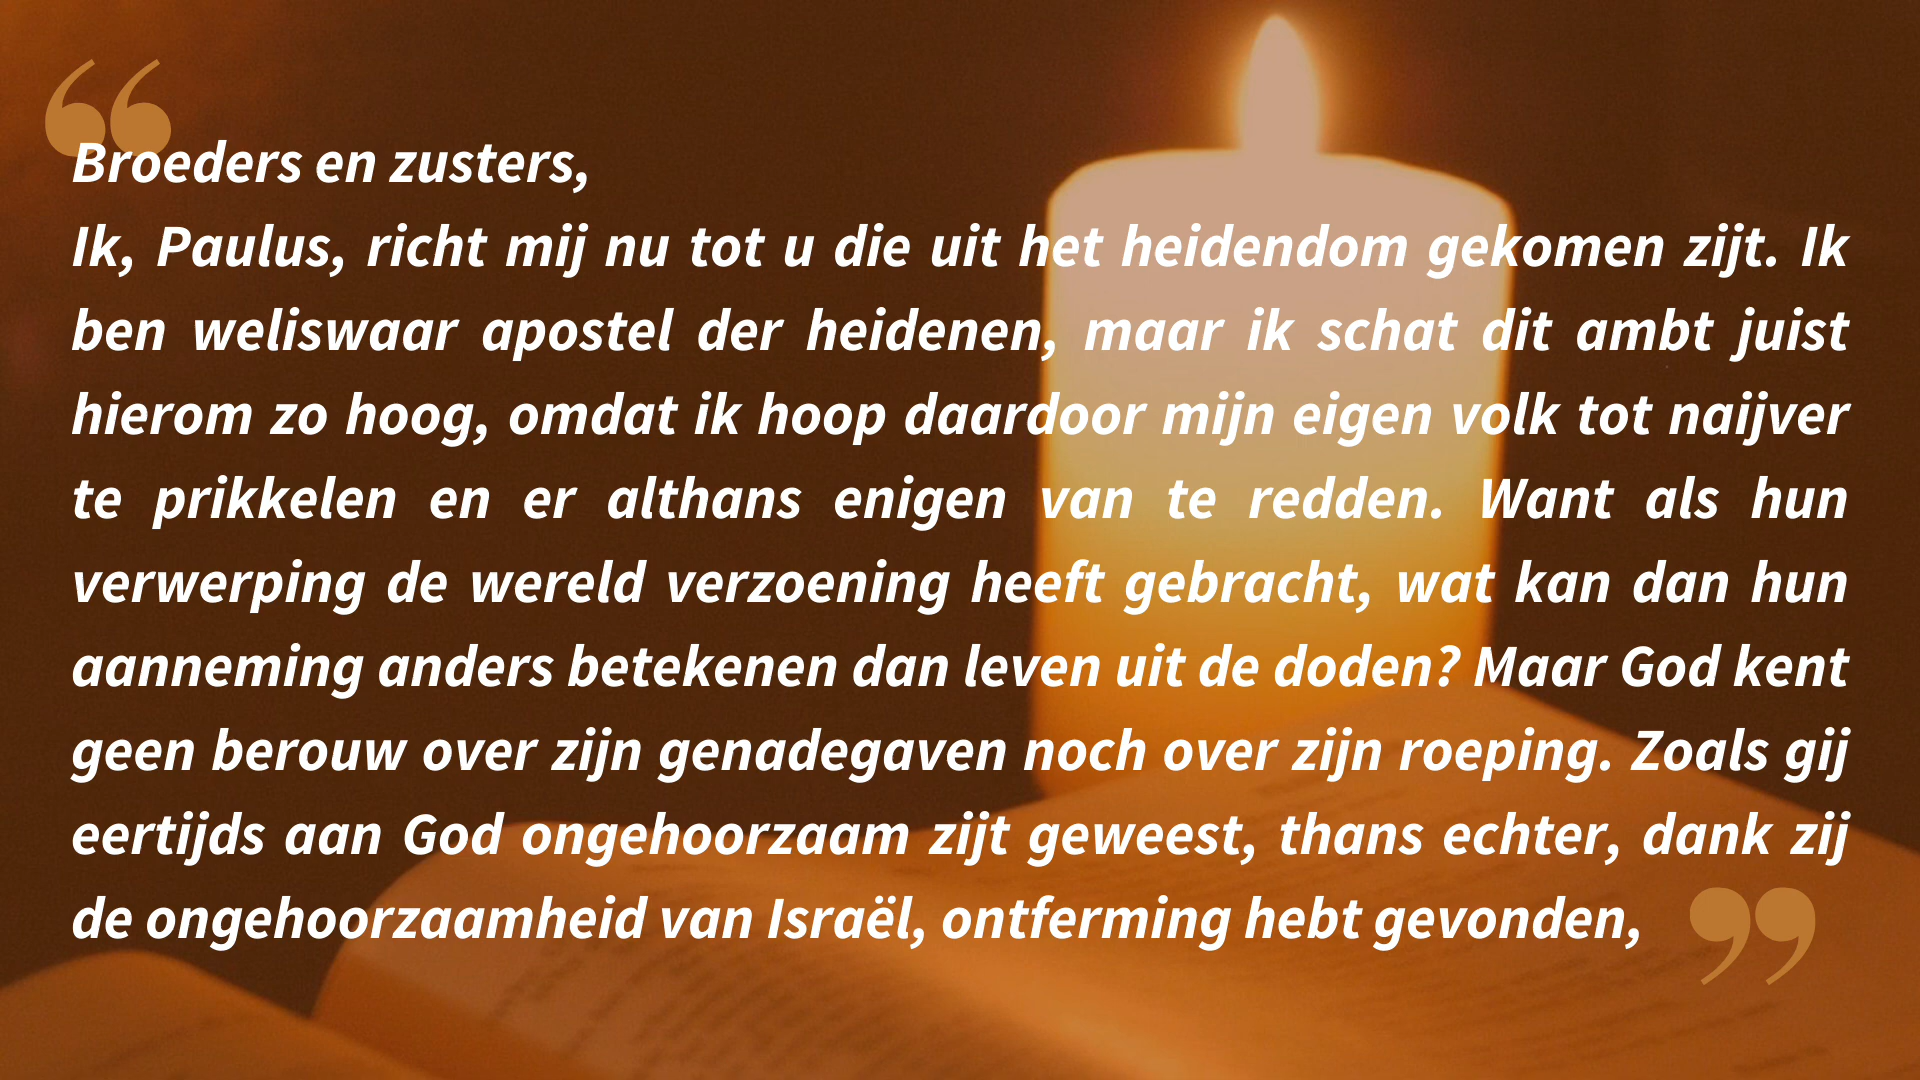 “
Broeders en zusters,
Ik, Paulus, richt mij nu tot u die uit het heidendom gekomen zijt. Ik
ben weliswaar apostel der heidenen, maar ik schat dit ambt juist
hierom zo hoog, omdat ik hoop daardoor mijn eigen volk tot naijver
te prikkelen en er althans enigen van te redden. Want als hun
verwerping de wereld verzoening heeft gebracht, wat kan dan hun
aanneming anders betekenen dan leven uit de doden? Maar God kent
geen berouw over zijn genadegaven noch over zijn roeping. Zoals gij
eertijds aan God ongehoorzaam zijt geweest, thans echter, dank zij
de ongehoorzaamheid van Israël, ontferming hebt gevonden,
”